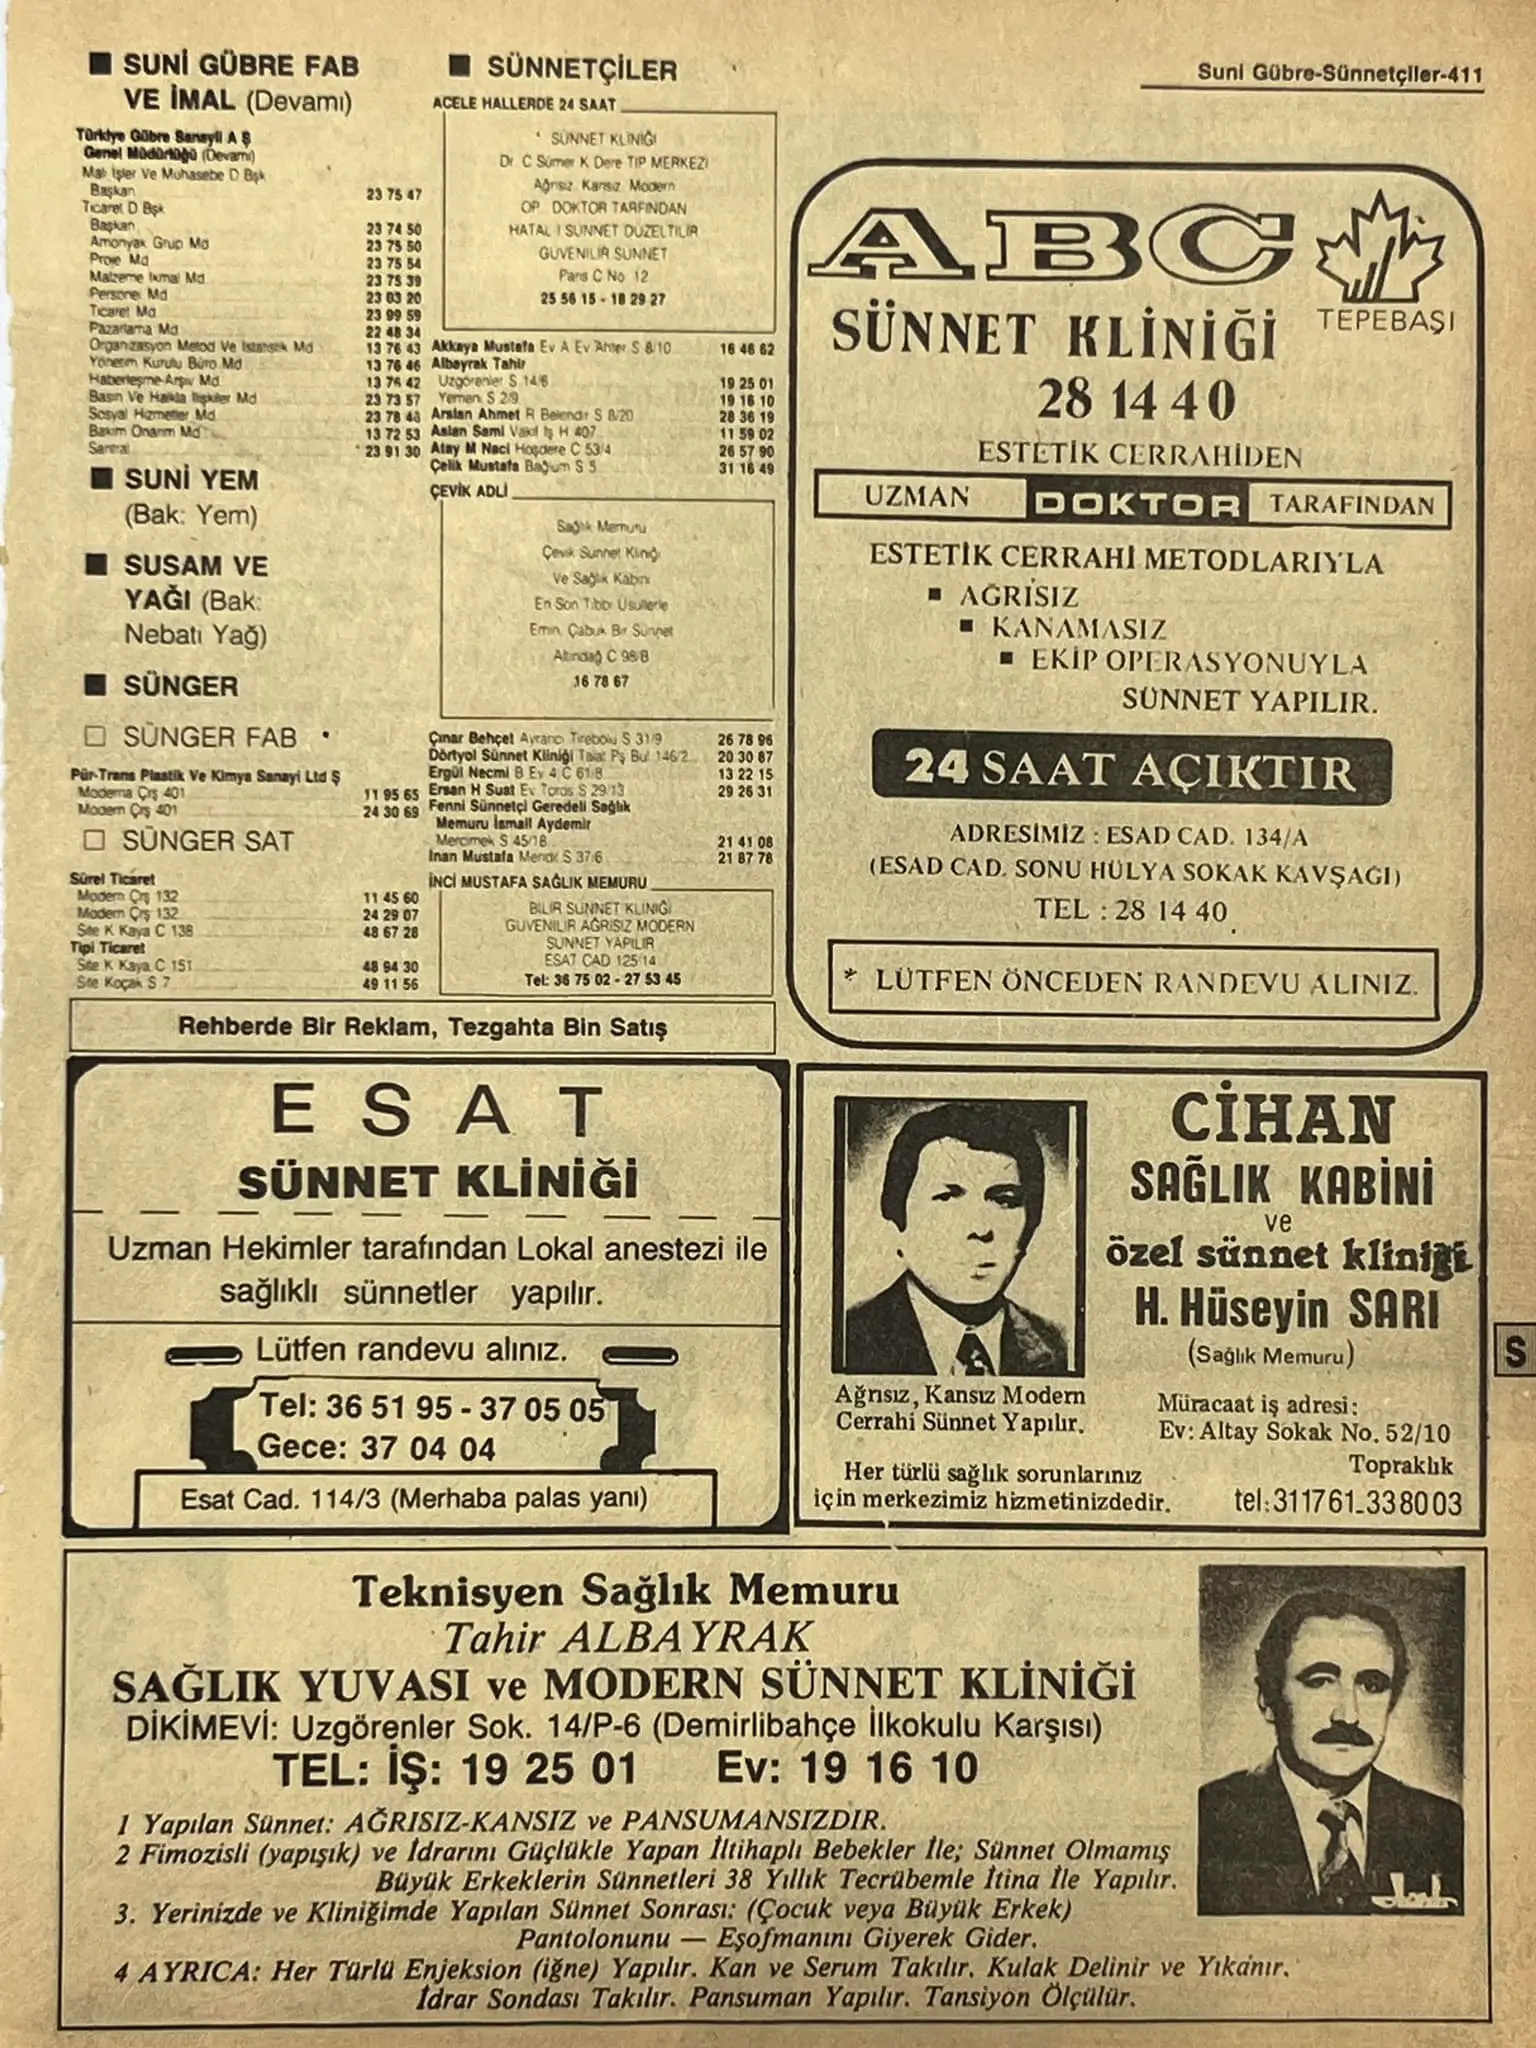 Suni Gübre-Sünnetçiler-411
■ SUNİ GÜBRE FAB
VE İMAL (Devamı)
Türkiye Gübre Sanayii A Ş
Genel Müdürlüğü (Devamı)
Mali İşler Ve Muhasebe D Bşk
Başkan 23 75 47
Ticaret D Bşk
Başkan 23 74 50
Amonyak Grup Md 23 75 50
Proje Md 23 75 54
Malzeme İkmal Md 23 75 39
Personel Md 23 03 20
Ticaret Md 23 99 59
Pazarlama Md 22 48 34
Organizasyon Metod Ve İstatistik Md 13 76 43
Yönetim Kurulu Büro Md 13 76 46
Haberleşme-Arşiv Md 13 76 42
Basın Ve Halkla İlişkiler Md 23 73 57
Sosyal Hizmetler Md 23 78 48
Bakım Onarım Md 13 72 53
Santral 23 91 30
■ SUNİ YEM
(Bak: Yem)
■ SUSAM VE
YAĞI (Bak:
Nebatı Yağ)
■ SÜNGER
□ SÜNGER FAB
Pür-Trans Plastik Ve Kimya Sanayi Ltd Ş
Moderna Çrş 401 11 95 65
Modern Çrş 401 24 30 69
□ SÜNGER SAT
Sürel Ticaret
Modern Çrş 132 11 45 60
Modern Çrş 132 24 29 07
Site K Kaya C 138 48 67 28
Tipi Ticaret
Site K Kaya C 151 48 94 30
Site Koçak S 7 49 11 56
■ SÜNNETÇİLER
ACELE HALLERDE 24 SAAT
* SÜNNET KLİNİĞİ
Dr. C Sümer K Dere TIP MERKEZİ
Ağrısız Kansız Modern
OP. DOKTOR TARFINDAN
HATALI SÜNNET DÜZELTİLİR
GÜVENİLİR SÜNNET
Paris C No 12
25 56 15 - 18 29 27
Akkaya Mustafa Ev A Ev Ahter S 8/10 16 46 62
Albayrak Tahir
Uzgörenler S 14/6 19 25 01
Yemeni S 2/9 19 16 10
Arslan Ahmet R Belendir S 8/20 28 36 19
Aslan Sami Vakıf İş H 407 11 59 02
Atay M Naci Hoşdere C 53/4 26 57 90
Çelik Mustafa Bağlum S 5 31 16 49
ÇEVİK ADLİ
Sağlık Memuru
Çevik Sünnet Kliniği
Ve Sağlık Kabini
En Son Tıbbi Usullerle
Emin, Çabuk Bir Sünnet
Altındağ C 98/B
16 78 67
Çınar Behçet Ayrancı Tirebolu S 31/9 26 78 96
Dörtyol Sünnet Kliniği Talat Pş Bul 146/2 20 30 87
Ergül Necmi B Ev 4 C 61/8 13 22 15
Ersan H Suat Ev Toros S 29/13 29 26 31
Fenni Sünnetçi Geredeli Sağlık
Memuru İsmail Aydemir
Mercimek S 45/18 21 41 08
İnan Mustafa Mendr. S 37/6 21 87 78
İNCİ MUSTAFA SAĞLIK MEMURU
BİLİR SÜNNET KLİNİĞİ
GÜVENİLİR AĞRISIZ MODERN
SÜNNET YAPILIR
ESAT CAD 125/14
Tel: 36 75 02 - 27 53 45
Rehberde Bir Reklam, Tezgahta Bin Satış
ABC
TEPEBAŞI
SÜNNET KLİNİĞİ
28 14 40
ESTETİK CERRAHİDEN
UZMAN DOKTOR TARAFINDAN
ESTETİK CERRAHİ METODLARIYLA
■ AĞRISIZ
■ KANAMASIZ
■ EKİP OPERASYONUYLA
SÜNNET YAPILIR.
24 SAAT AÇIKTIR
ADRESİMİZ : ESAD CAD. 134/A
(ESAD CAD. SONU HÜLYA SOKAK KAVŞAGI)
TEL : 28 14 40
* LÜTFEN ÖNCEDEN RANDEVU ALINIZ.
ESAT
SÜNNET KLİNİĞİ
Uzman Hekimler tarafından Lokal anestezi ile
sağlıklı sünnetler yapılır.
Lütfen randevu alınız.
Tel: 36 51 95 - 37 05 05
Gece: 37 04 04
Esat Cad. 114/3 (Merhaba palas yanı)
CİHAN
SAĞLIK KABİNİ
ve
özel sünnet kliniği
H. Hüseyin SARI
(Sağlık Memuru)
Ağrısız, Kansız Modern
Cerrahi Sünnet Yapılır.
Her türlü sağlık sorunlarınız
için merkezimiz hizmetinizdedir.
Müracaat iş adresi:
Ev: Altay Sokak No. 52/10
Topraklık
tel:311761_338003
S
Teknisyen Sağlık Memuru
Tahir ALBAYRAK
SAĞLIK YUVASI ve MODERN SÜNNET KLİNİĞİ
DİKİMEVİ: Uzgörenler Sok. 14/P-6 (Demirlibahçe İlkokulu Karşısı)
TEL: İŞ: 19 25 01 Ev: 19 16 10
1 Yapılan Sünnet: AĞRISIZ-KANSIZ ve PANSUMANSIZDIR.
2 Fimozisli (yapışık) ve İdrarını Güçlükle Yapan İltihaplı Bebekler İle; Sünnet Olmamış
Büyük Erkeklerin Sünnetleri 38 Yıllık Tecrübemle İtina İle Yapılır.
3. Yerinizde ve Kliniğimde Yapılan Sünnet Sonrası: (Çocuk veya Büyük Erkek)
Pantolonunu — Eşofmanını Giyerek Gider.
4 AYRICA: Her Türlü Enjeksion (iğne) Yapılır. Kan ve Serum Takılır. Kulak Delinir ve Yıkanır.
İdrar Sondası Takılır. Pansuman Yapılır. Tansiyon Ölçülür.